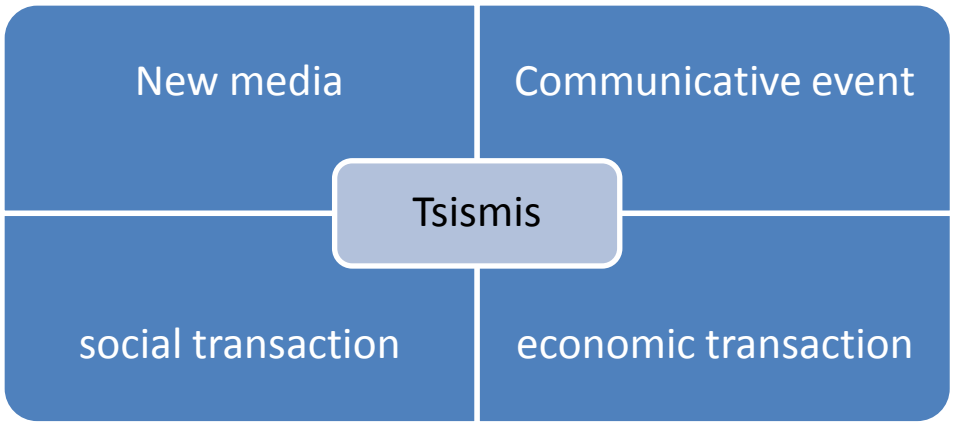 New media
Communicative event
Tsismis
social transaction
economic transaction